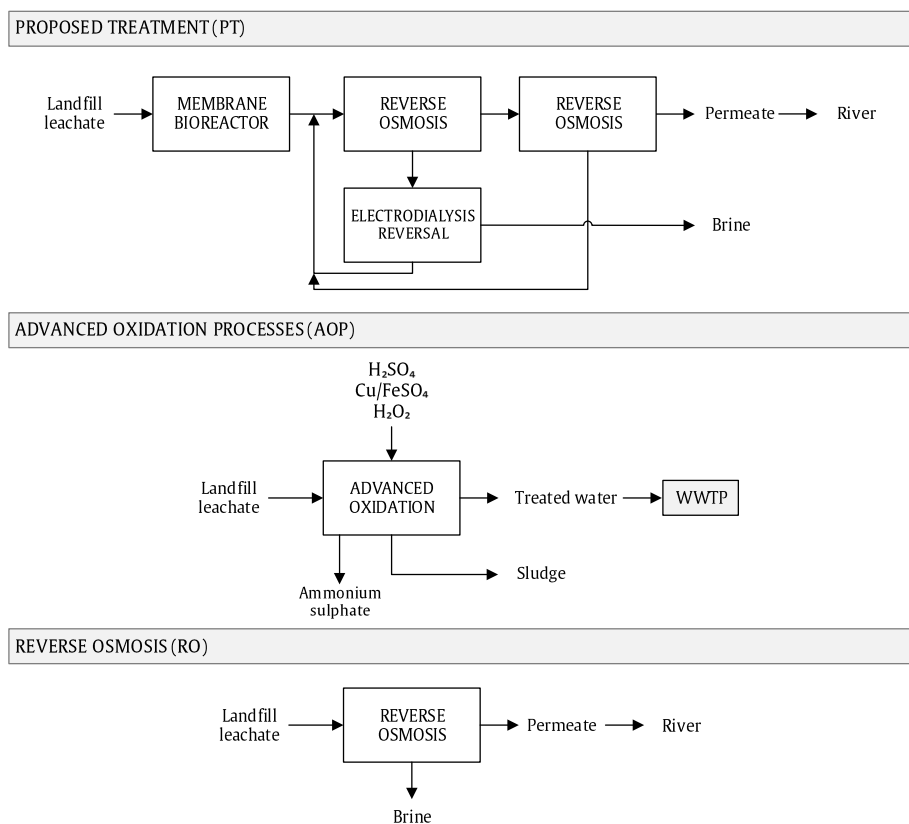 PROPOSED TREATMENT (PT)
Landfill
leachate
MEMBRANE
BIOREACTOR
REVERSE
OSMOSIS
REVERSE
OSMOSIS
Permeate
River
ELECTRODIALYSIS
REVERSAL
Brine
ADVANCED OXIDATION PROCESSES (AOP)
H₂SO₄
Cu/FeSO₄
H₂O₂
Landfill
leachate
ADVANCED
OXIDATION
Treated water
WWTP
Sludge
Ammonium
sulphate
REVERSE OSMOSIS (RO)
Landfill
leachate
REVERSE
OSMOSIS
Permeate
River
Brine